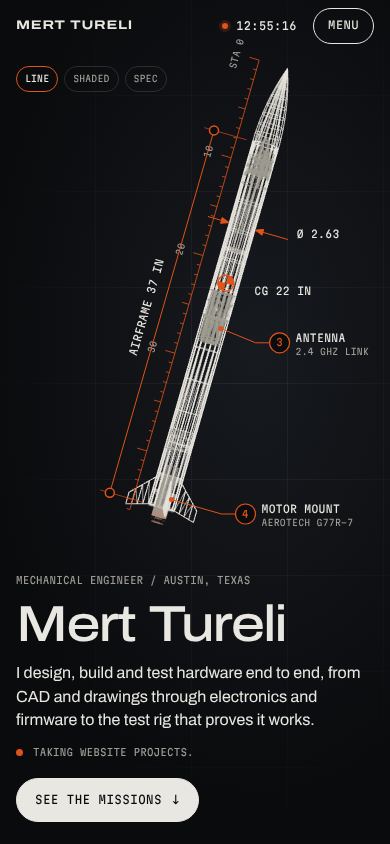 MERT TURELI
12:55:16
MENU
LINE
SHADED
SPEC
STA 0
10
20
30
AIRFRAME 37 IN
Ø 2.63
CG 22 IN
3
ANTENNA
2.4 GHZ LINK
4
MOTOR MOUNT
AEROTECH G77R-7
MECHANICAL ENGINEER / AUSTIN, TEXAS
Mert Tureli
I design, build and test hardware end to end, from
CAD and drawings through electronics and
firmware to the test rig that proves it works.
TAKING WEBSITE PROJECTS.
SEE THE MISSIONS ↓